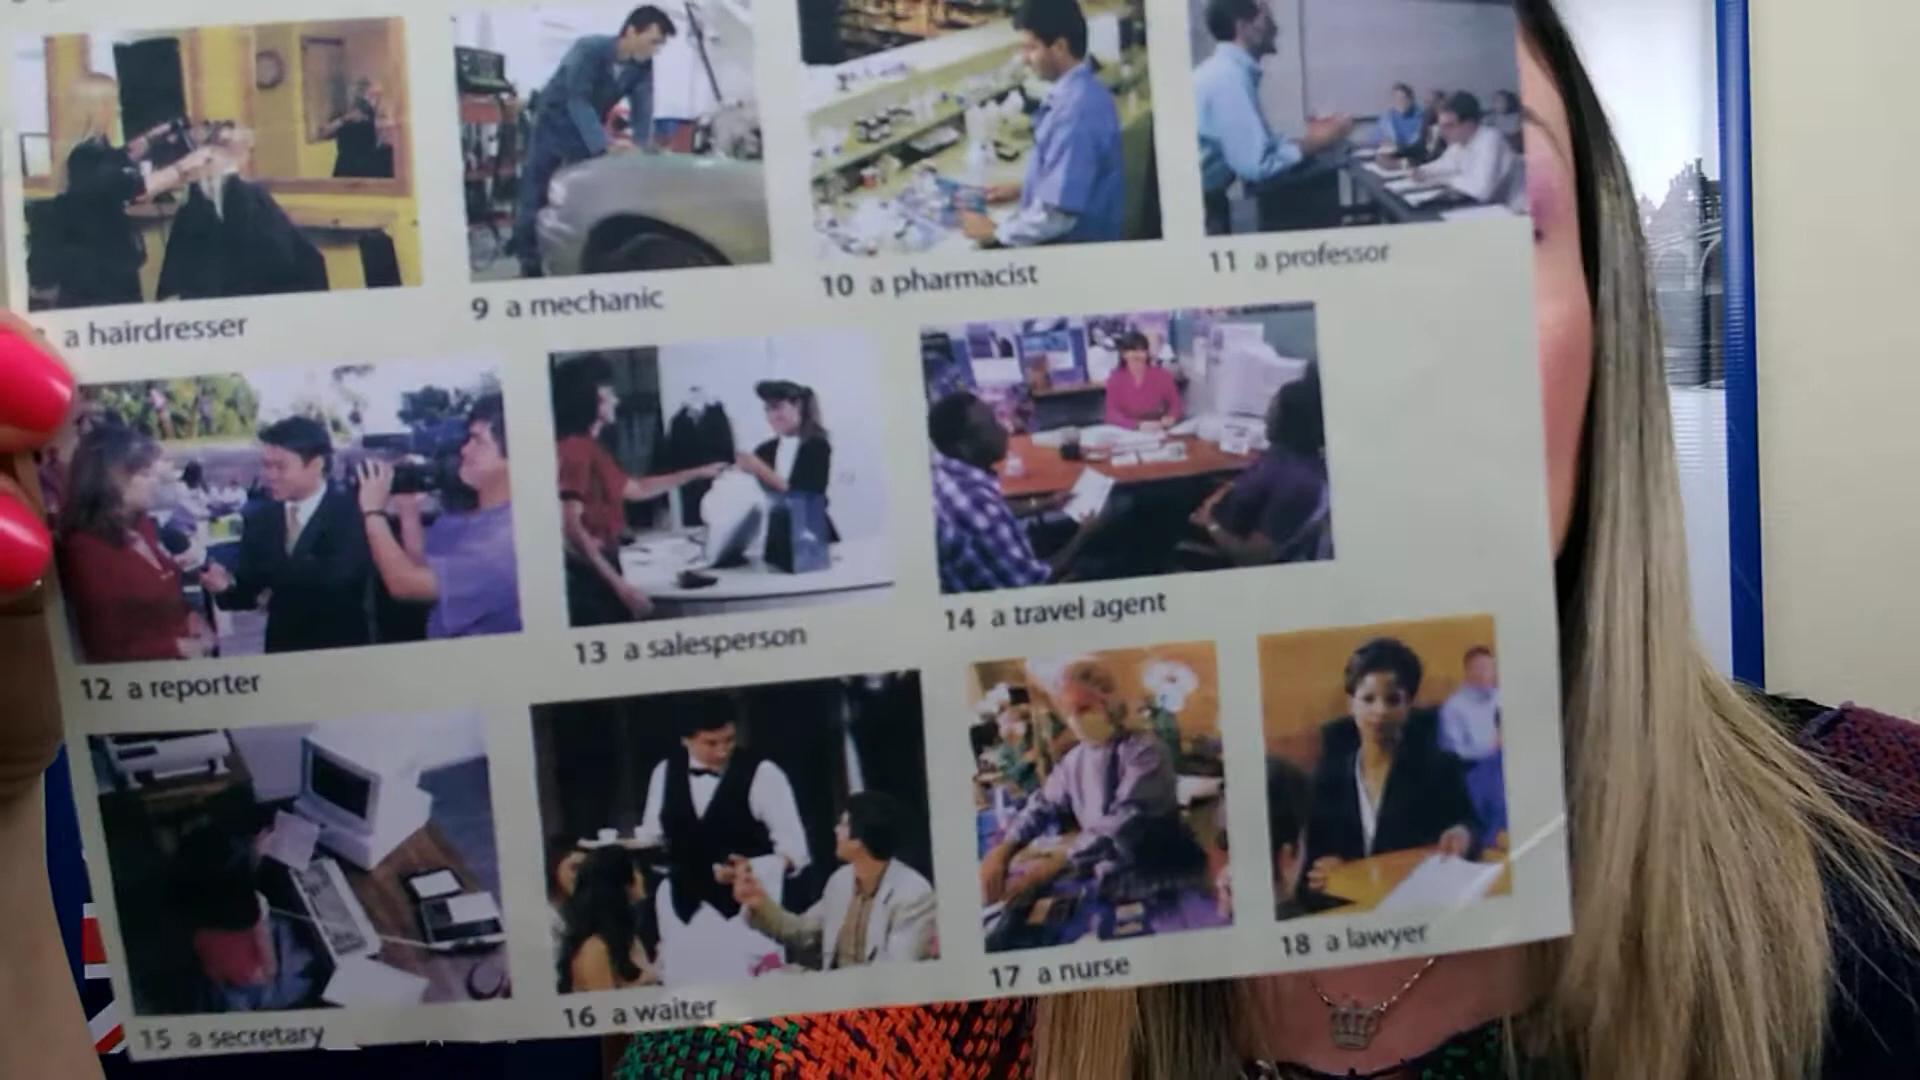 a hairdresser
9 a mechanic
10 a pharmacist
11 a professor
12 a reporter
13 a salesperson
14 a travel agent
15 a secretary
16 a waiter
17 a nurse
18 a lawyer